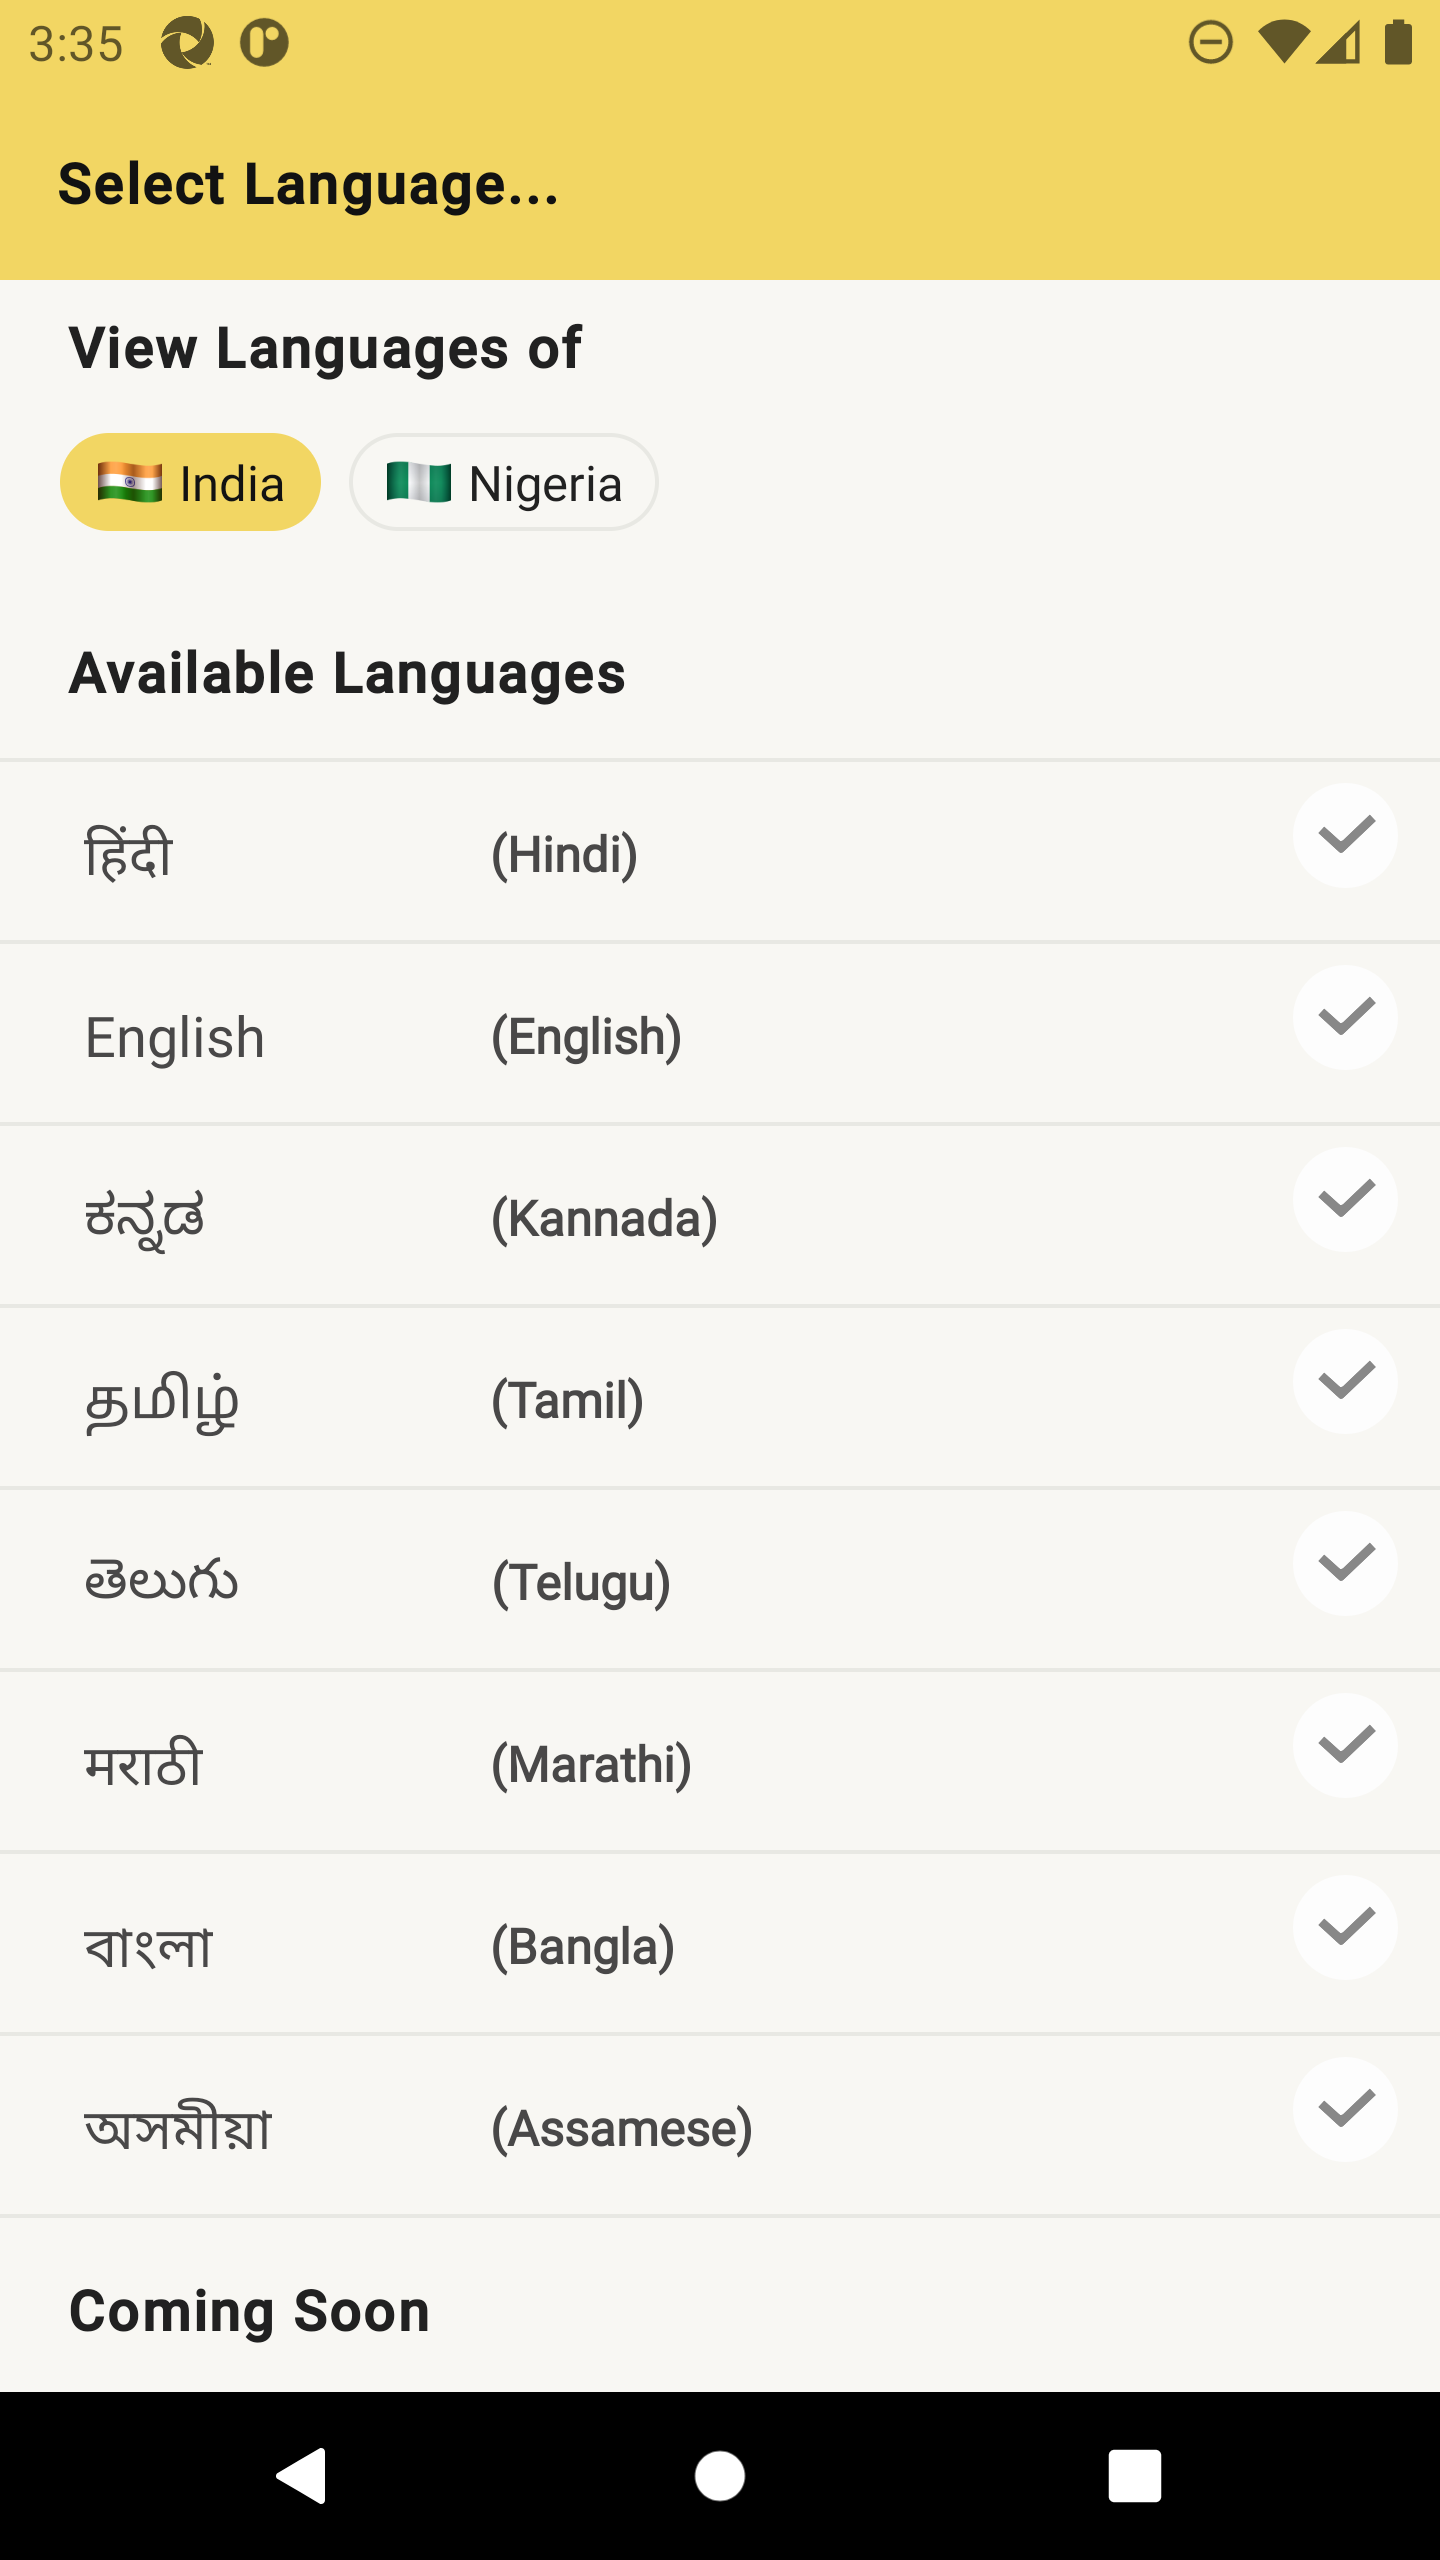 3:35
Select Language...
View Languages of
🇮🇳 India
🇳🇬 Nigeria
Available Languages
हिंदी (Hindi)
English (English)
ಕನ್ನಡ (Kannada)
தமிழ் (Tamil)
తెలుగు (Telugu)
मराठी (Marathi)
বাংলা (Bangla)
অসমীয়া (Assamese)
Coming Soon